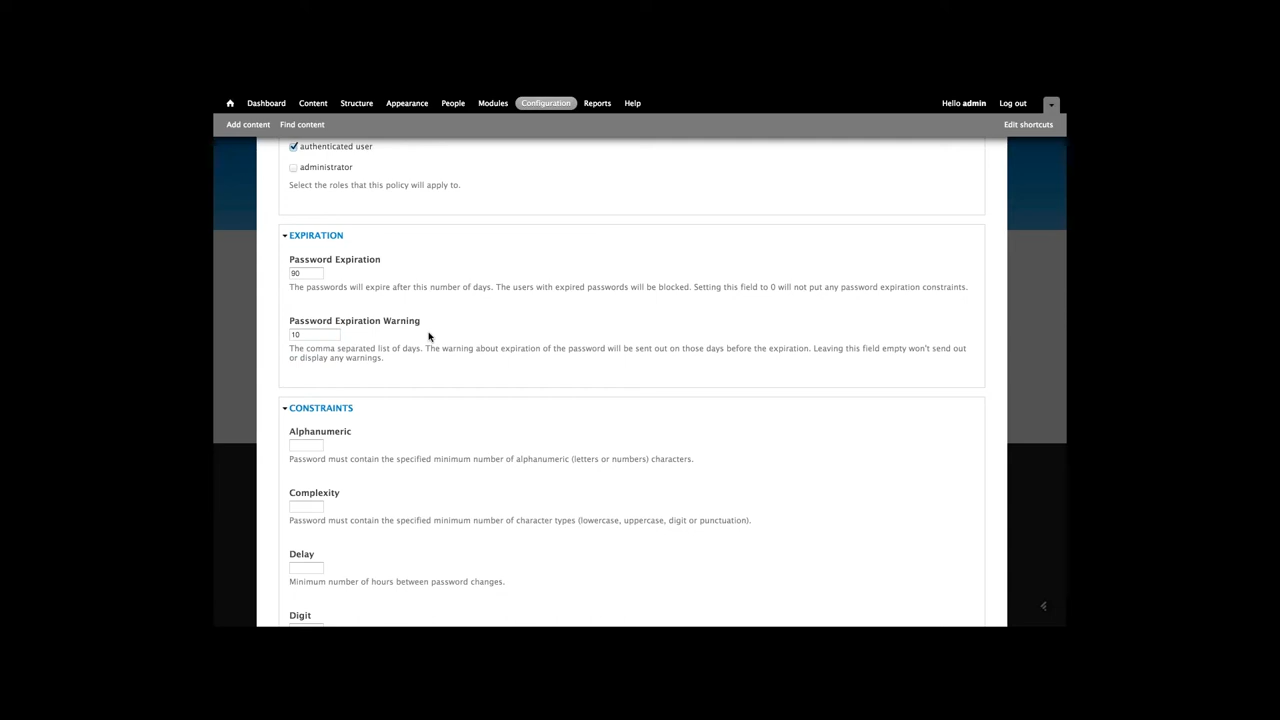 Dashboard Content Structure Appearance People Modules Configuration Reports Help Hello admin Log out
Add content Find content Edit shortcuts
authenticated user
administrator
Select the roles that this policy will apply to.
EXPIRATION
Password Expiration
90
The passwords will expire after this number of days. The users with expired passwords will be blocked. Setting this field to 0 will not put any password expiration constraints.
Password Expiration Warning
10
The comma separated list of days. The warning about expiration of the password will be sent out on those days before the expiration. Leaving this field empty won't send out
or display any warnings.
CONSTRAINTS
Alphanumeric
Password must contain the specified minimum number of alphanumeric (letters or numbers) characters.
Complexity
Password must contain the specified minimum number of character types (lowercase, uppercase, digit or punctuation).
Delay
Minimum number of hours between password changes.
Digit